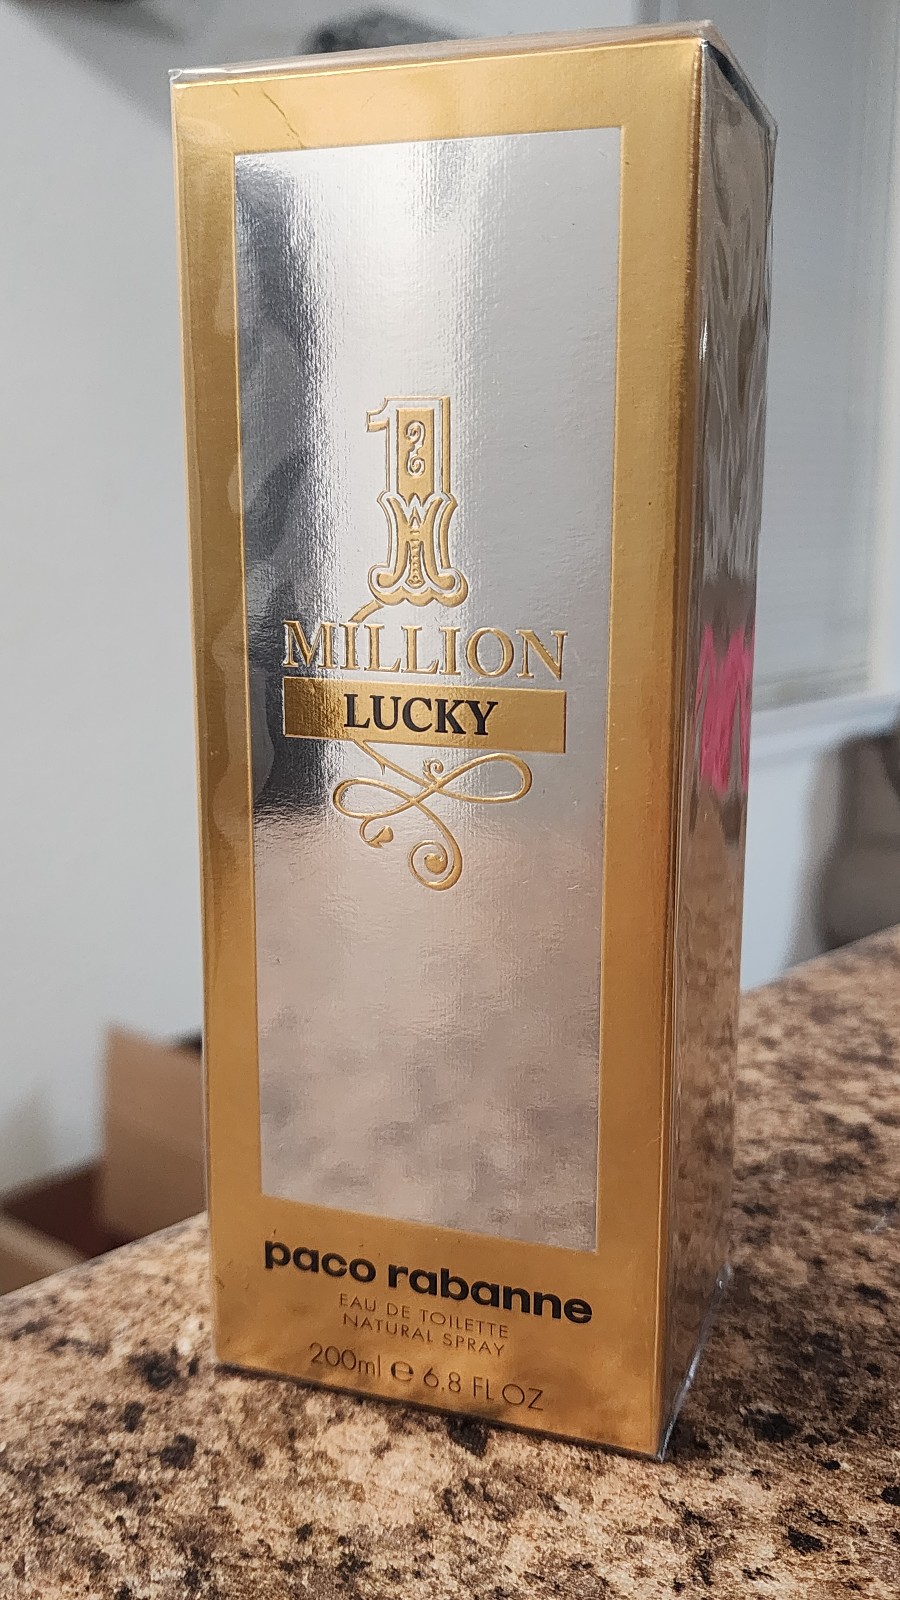 1
MILLION
LUCKY
paco rabanne
EAU DE TOILETTE
NATURAL SPRAY
200ml ℮ 6.8 FL OZ